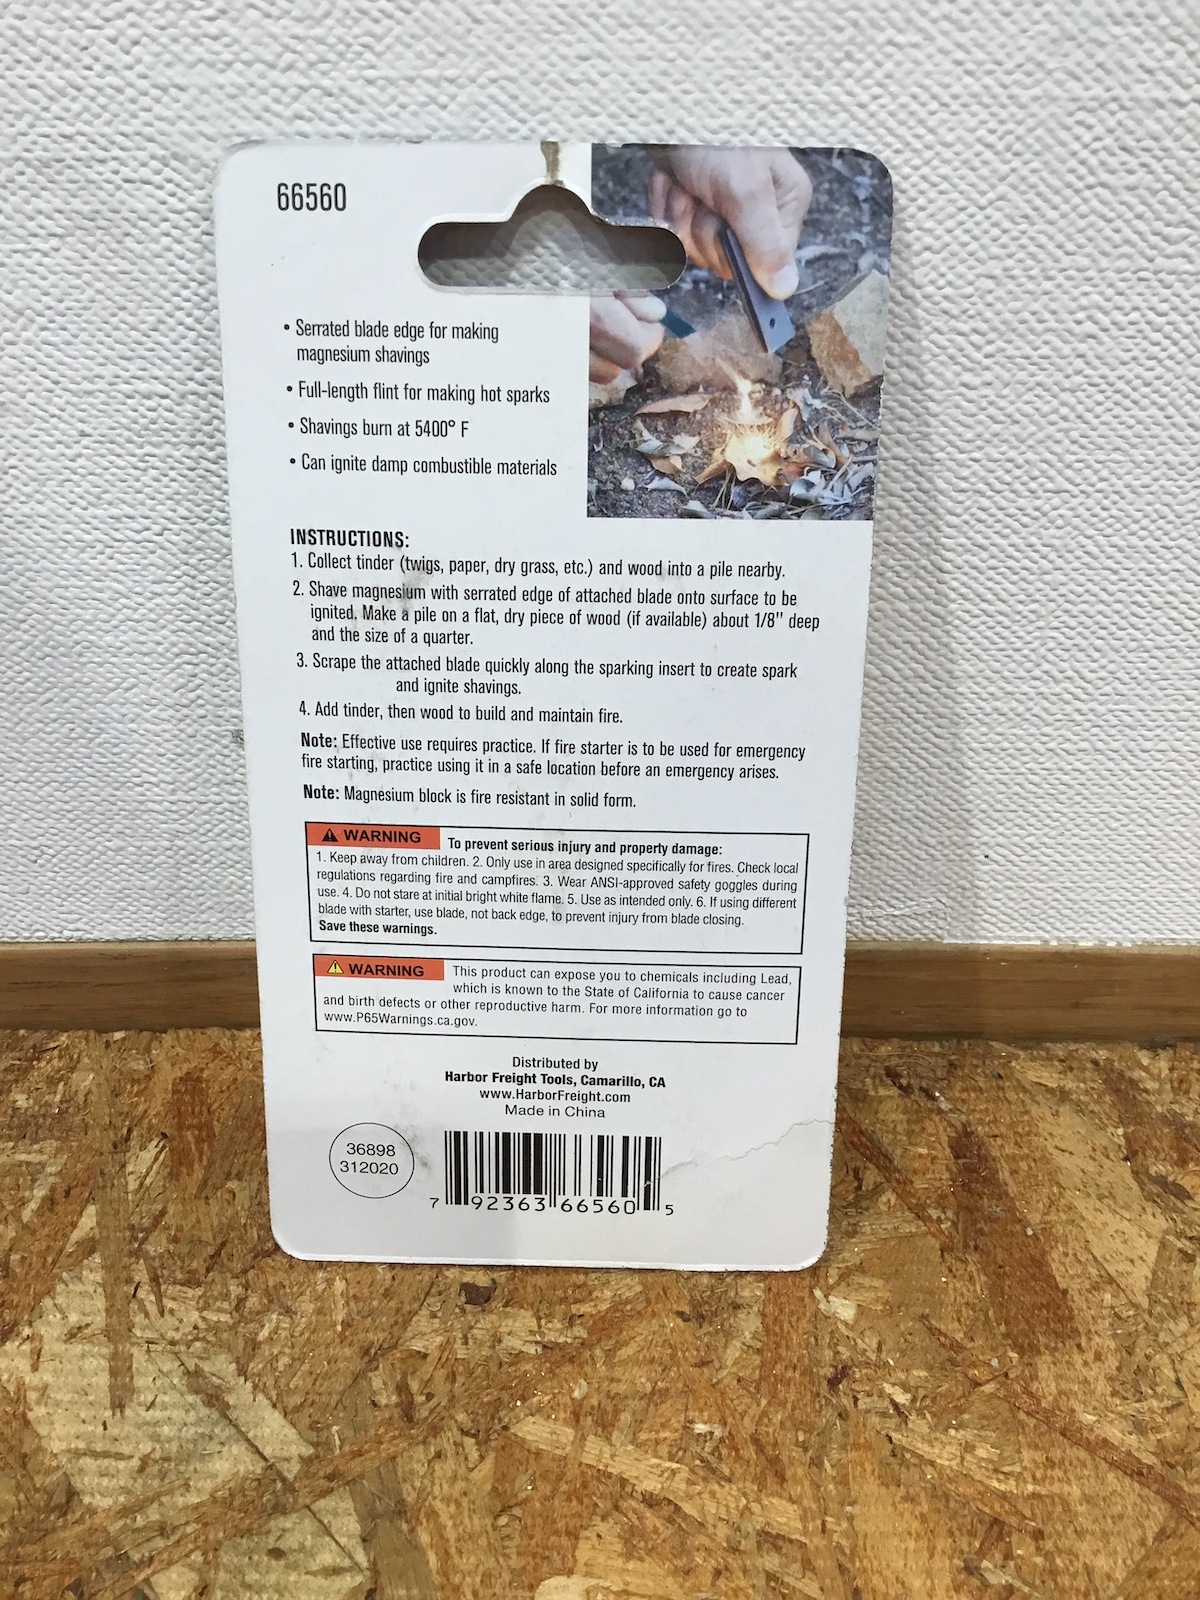 66560
• Serrated blade edge for making
magnesium shavings
• Full-length flint for making hot sparks
• Shavings burn at 5400° F
• Can ignite damp combustible materials
INSTRUCTIONS:
1. Collect tinder (twigs, paper, dry grass, etc.) and wood into a pile nearby.
2. Shave magnesium with serrated edge of attached blade onto surface to be
ignited. Make a pile on a flat, dry piece of wood (if available) about 1/8" deep
and the size of a quarter.
3. Scrape the attached blade quickly along the sparking insert to create spark
and ignite shavings.
4. Add tinder, then wood to build and maintain fire.
Note: Effective use requires practice. If fire starter is to be used for emergency
fire starting, practice using it in a safe location before an emergency arises.
Note: Magnesium block is fire resistant in solid form.
WARNING To prevent serious injury and property damage:
1. Keep away from children. 2. Only use in area designed specifically for fires. Check local
regulations regarding fire and campfires. 3. Wear ANSI-approved safety goggles during
use. 4. Do not stare at initial bright white flame. 5. Use as intended only. 6. If using different
blade with starter, use blade, not back edge, to prevent injury from blade closing.
Save these warnings.
WARNING This product can expose you to chemicals including Lead,
which is known to the State of California to cause cancer
and birth defects or other reproductive harm. For more information go to
www.P65Warnings.ca.gov.
Distributed by
Harbor Freight Tools, Camarillo, CA
www.HarborFreight.com
Made in China
36898
312020
7 92363 66560 5